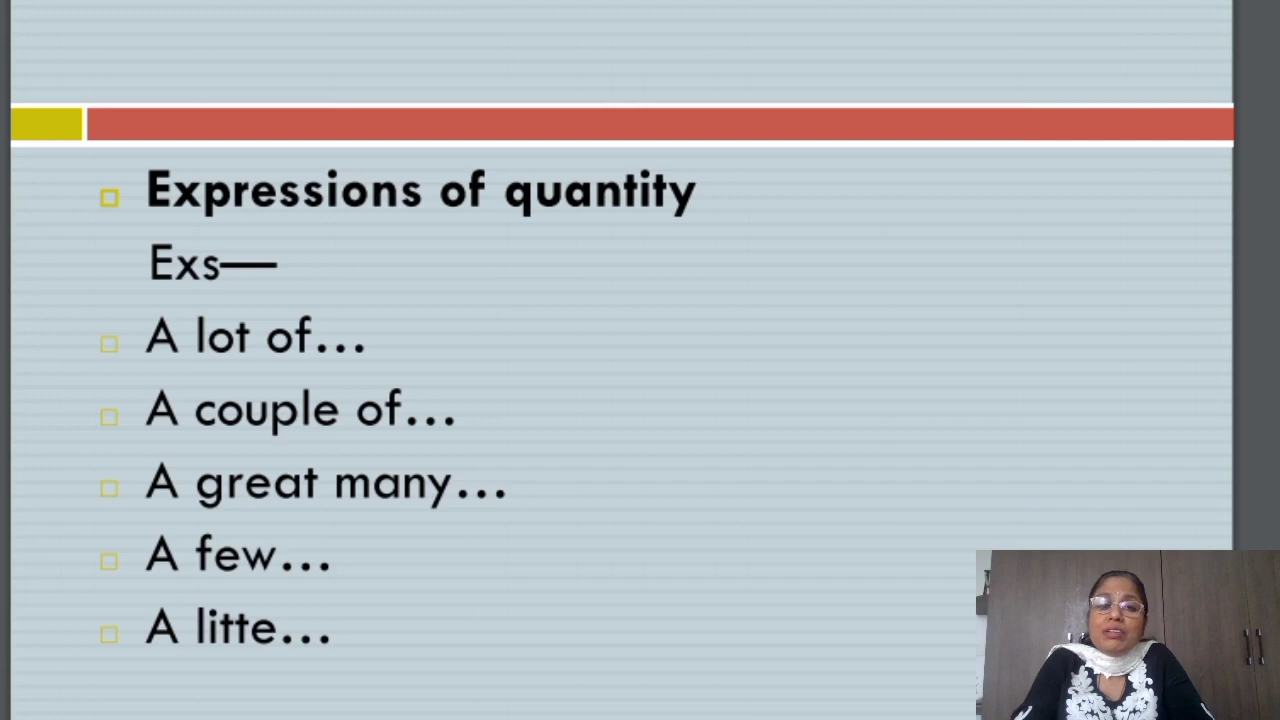 Expressions of quantity
Exs—
A lot of...
A couple of...
A great many...
A few...
A litte...